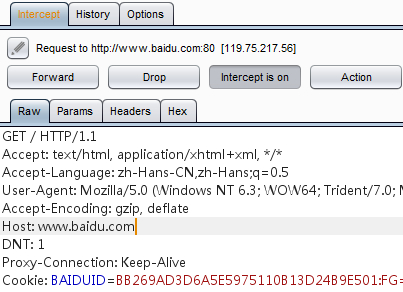 Intercept History Options
Request to http://www.baidu.com:80 [119.75.217.56]
Forward Drop Intercept is on Action
Raw Params Headers Hex
GET / HTTP/1.1
Accept: text/html, application/xhtml+xml, */*
Accept-Language: zh-Hans-CN,zh-Hans;q=0.5
User-Agent: Mozilla/5.0 (Windows NT 6.3; WOW64; Trident/7.0; M
Accept-Encoding: gzip, deflate
Host: www.baidu.com
DNT: 1
Proxy-Connection: Keep-Alive
Cookie: BAIDUID=BB269AD3D6A5E5975110B13D24B9E501:FG=